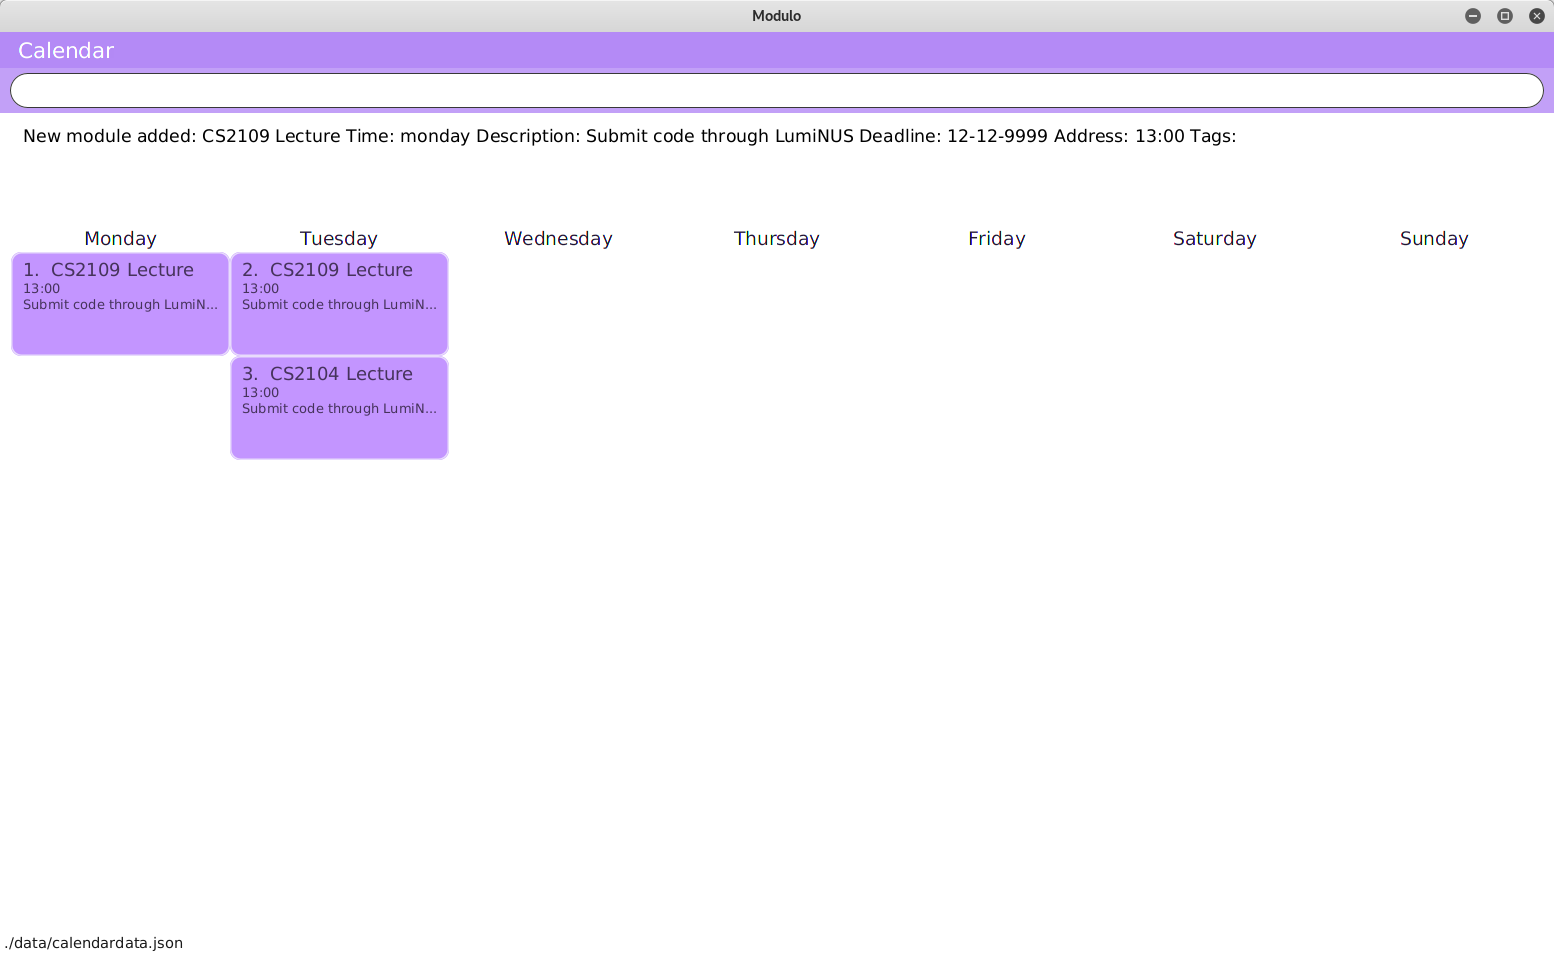 Modulo
Calendar
New module added: CS2109 Lecture Time: monday Description: Submit code through LumiNUS Deadline: 12-12-9999 Address: 13:00 Tags:
Monday Tuesday Wednesday Thursday Friday Saturday Sunday
1. CS2109 Lecture
13:00
Submit code through LumiN...
2. CS2109 Lecture
13:00
Submit code through LumiN...
3. CS2104 Lecture
13:00
Submit code through LumiN...
./data/calendardata.json